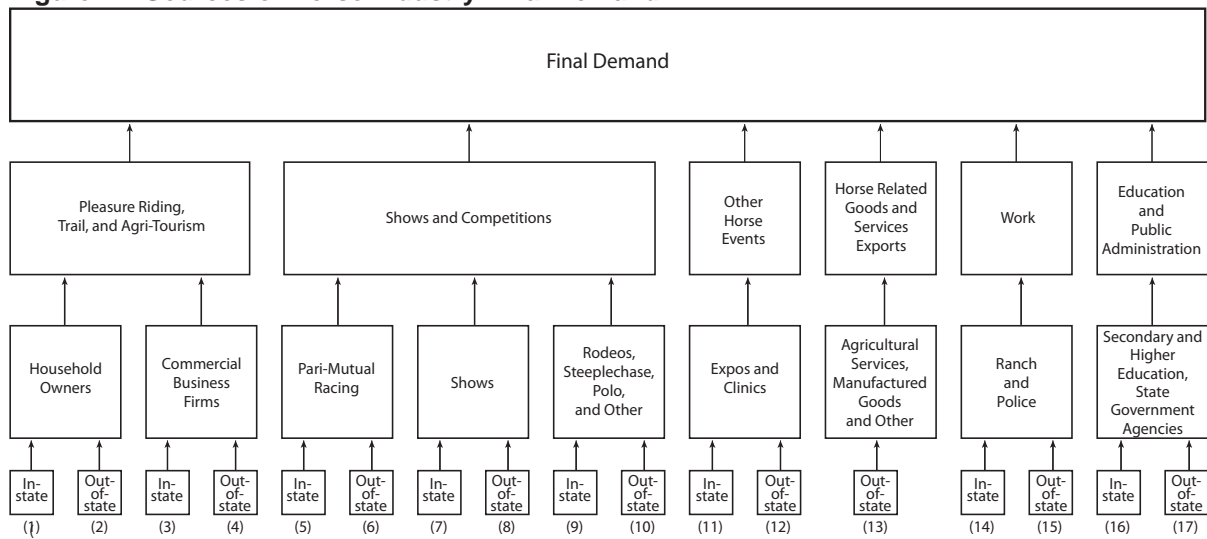 Final Demand
Pleasure Riding,
Trail, and Agri-Tourism
Shows and Competitions
Other
Horse
Events
Horse Related
Goods and
Services
Exports
Work
Education
and
Public
Administration
Household
Owners
Commercial
Business
Firms
Pari-Mutual
Racing
Shows
Rodeos,
Steeplechase,
Polo,
and Other
Expos and
Clinics
Agricultural
Services,
Manufactured
Goods
and Other
Ranch
and
Police
Secondary and
Higher
Education,
State
Government
Agencies
In-
state
(1)
Out-
of-
state
(2)
In-
state
(3)
Out-
of-
state
(4)
In-
state
(5)
Out-
of-
state
(6)
In-
state
(7)
Out-
of-
state
(8)
In-
state
(9)
Out-
of-
state
(10)
In-
state
(11)
Out-
of-
state
(12)
Out-
of-
state
(13)
In-
state
(14)
Out-
of-
state
(15)
In-
state
(16)
Out-
of-
state
(17)